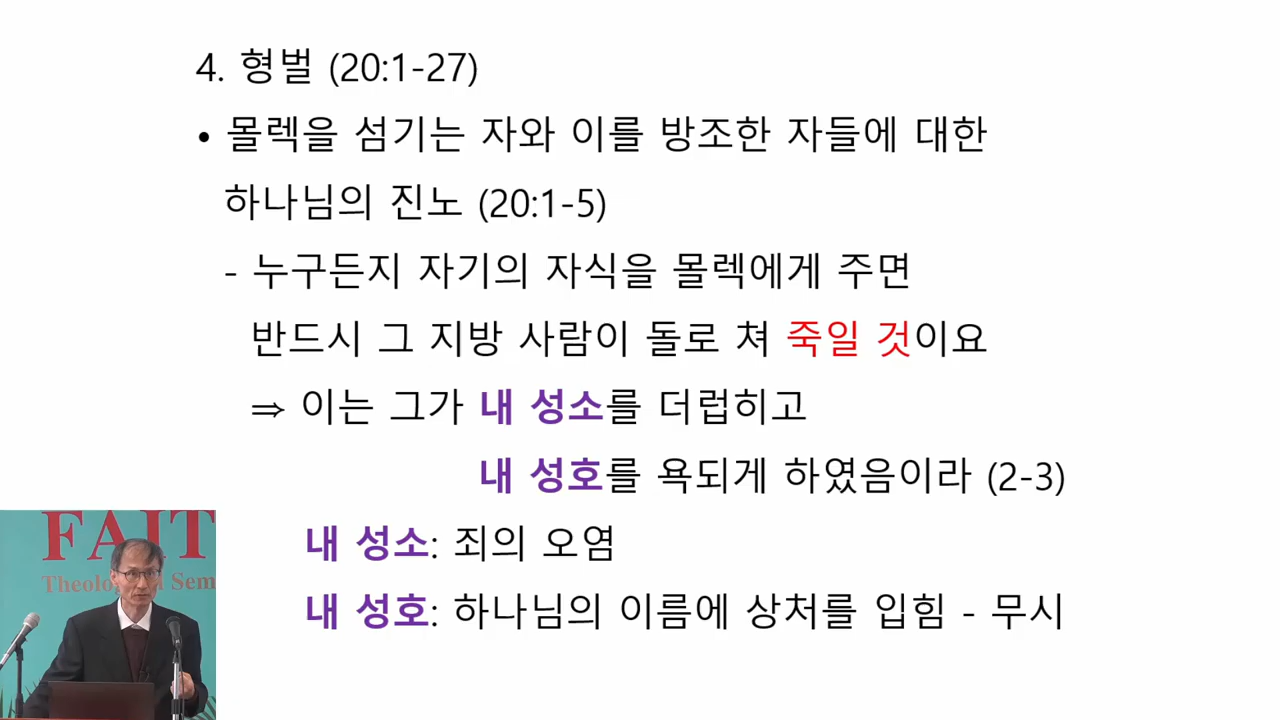 4. 형벌 (20:1-27)
• 몰렉을 섬기는 자와 이를 방조한 자들에 대한
하나님의 진노 (20:1-5)
- 누구든지 자기의 자식을 몰렉에게 주면
반드시 그 지방 사람이 돌로 쳐 죽일 것이요
⇒ 이는 그가 내 성소를 더럽히고
내 성호를 욕되게 하였음이라 (2-3)
내 성소: 죄의 오염
내 성호: 하나님의 이름에 상처를 입힘 - 무시
FAIT